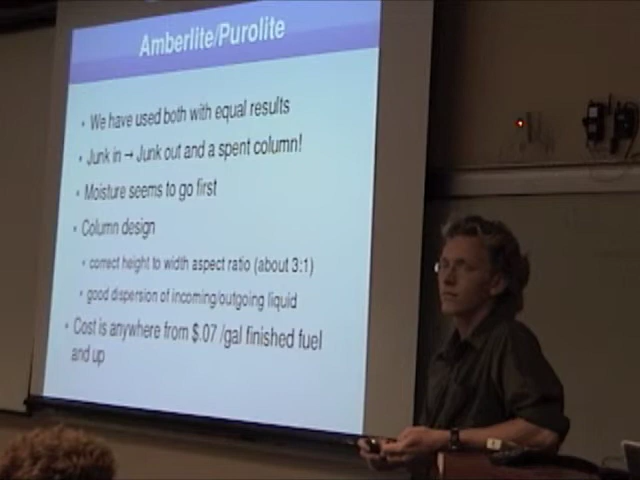 Amberlite/Purolite
• We have used both with equal results
• Junk in → Junk out and a spent column!
• Moisture seems to go first
• Column design
• correct height to width aspect ratio (about 3:1)
• good dispersion of incoming/outgoing liquid
• Cost is anywhere from $.07 /gal finished fuel
and up